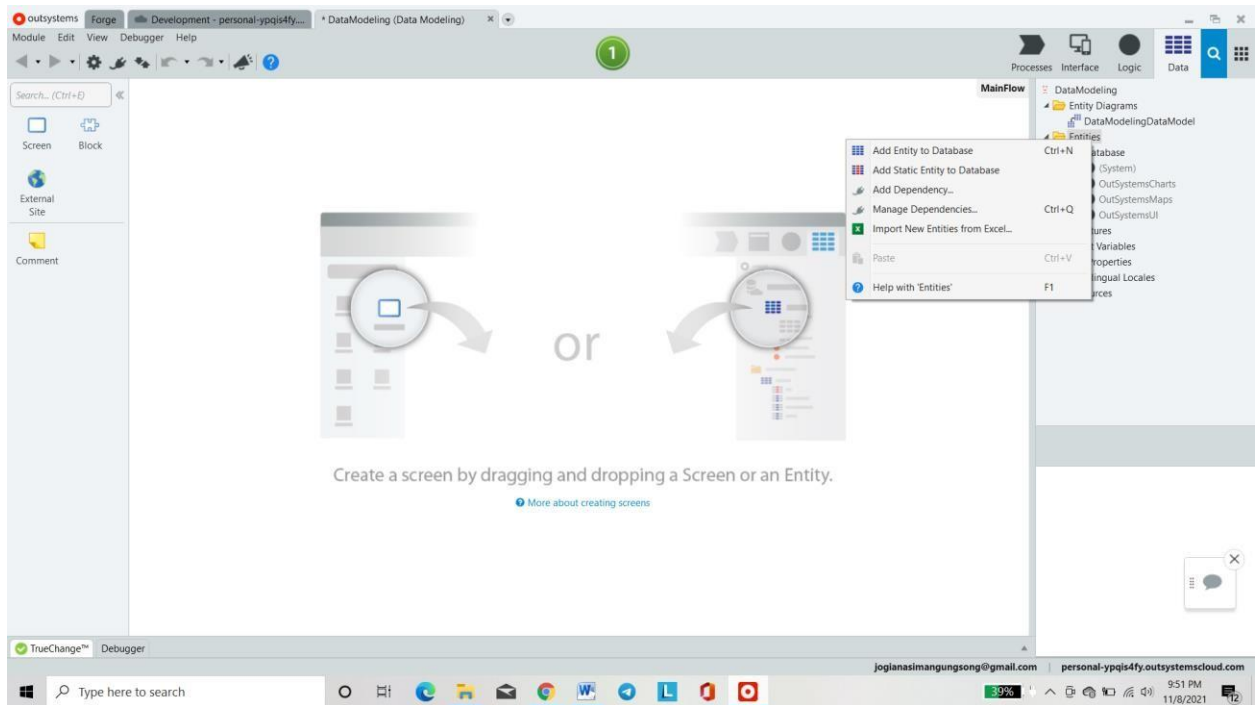 outsystems Forge Development - personal-ypqis4fy.... * DataModeling (Data Modeling)
Module Edit View Debugger Help
1
Processes Interface Logic Data
Search... (Ctrl+E)
Screen Block
External
Site
Comment
MainFlow
DataModeling
Entity Diagrams
DataModelingDataModel
Entities
atabase
(System)
OutSystemsCharts
OutSystemsMaps
OutSystemsUI
ures
Variables
roperties
lingual Locales
urces
Add Entity to Database Ctrl+N
Add Static Entity to Database
Add Dependency...
Manage Dependencies... Ctrl+Q
Import New Entities from Excel...
Paste Ctrl+V
Help with 'Entities' F1
or
Create a screen by dragging and dropping a Screen or an Entity.
More about creating screens
TrueChange™ Debugger
jogianasimangungsong@gmail.com personal-ypqis4fy.outsystemscloud.com
Type here to search
39%
9:51 PM
11/8/2021
12